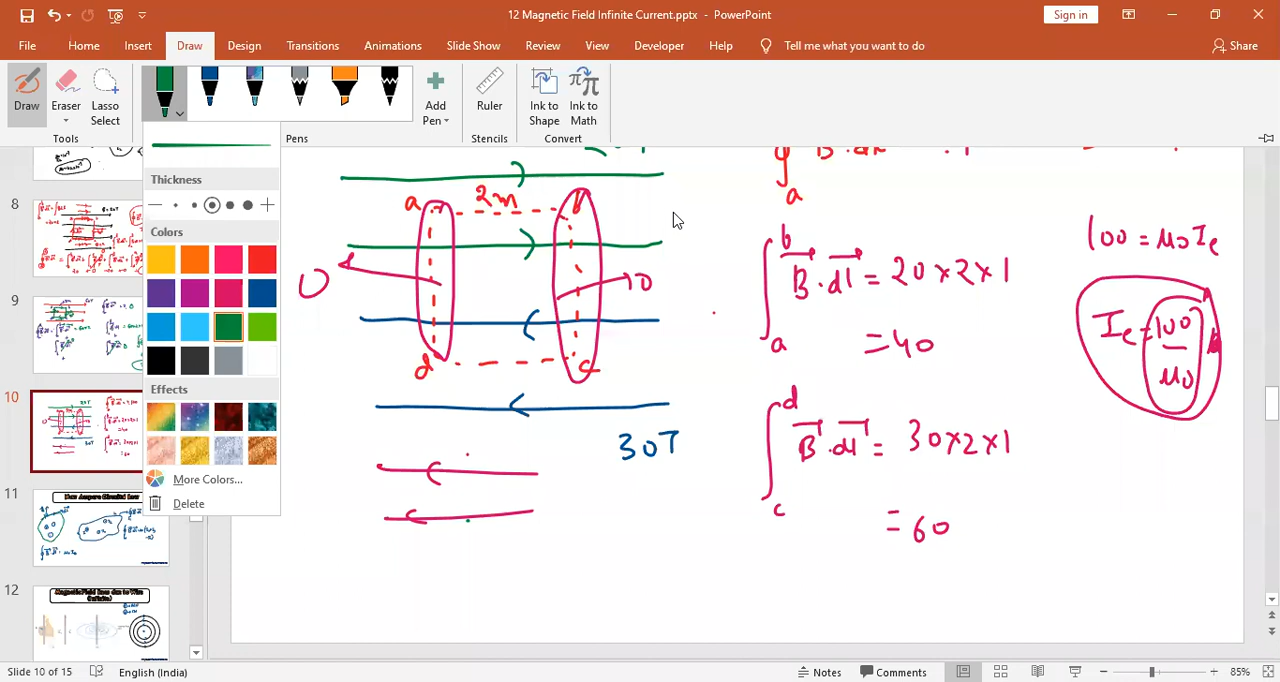 12 Magnetic Field Infinite Current.pptx - PowerPoint
Sign in
File Home Insert Draw Design Transitions Animations Slide Show Review View Developer Help Tell me what you want to do Share
Draw Eraser Lasso Select Add Pen Ruler Ink to Shape Ink to Math
Tools Pens Stencils Convert
Thickness
Colors
Effects
More Colors...
Delete
8
9
10
11
12
a 2m b
0 0
d c
30T
a
b
B · dl = 20×2×1
a = 40
d
B · dl = 30×2×1
c = 60
100 = μ0 Ie
Ie = 100
μ0
Slide 10 of 15 English (India) Notes Comments 85%